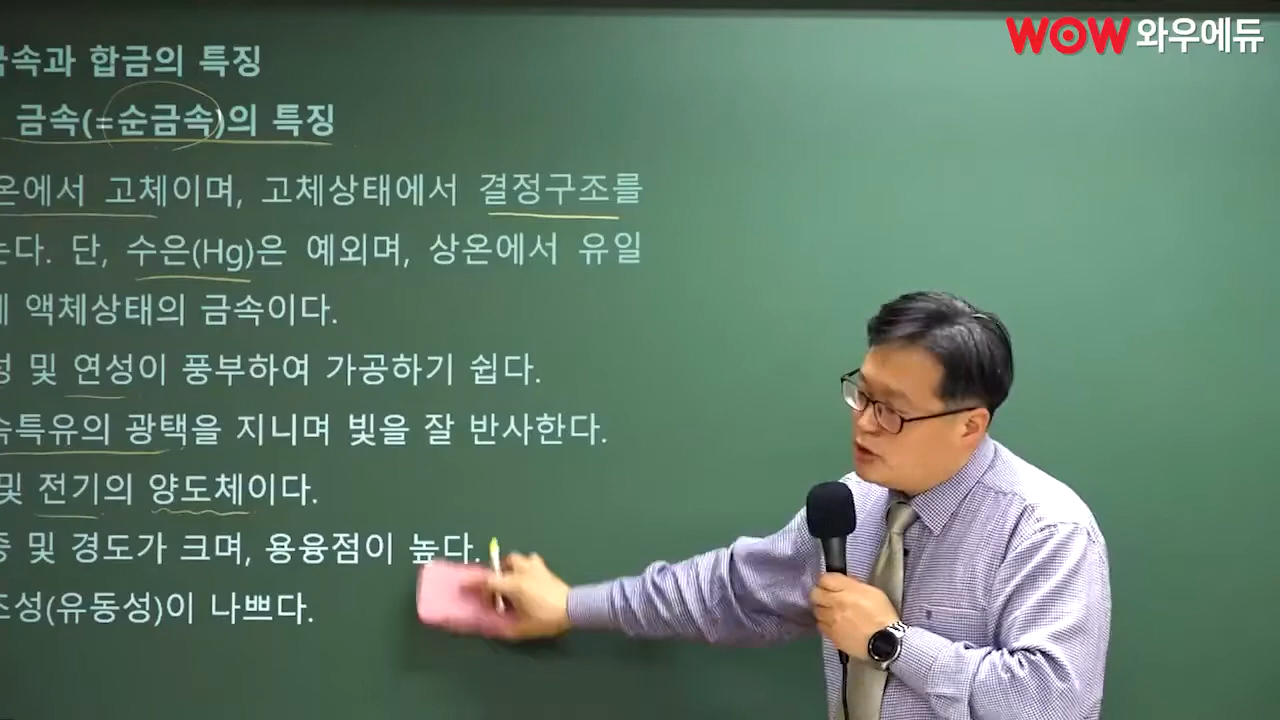 WOW와우에듀
금속과 합금의 특징
금속(=순금속)의 특징
온에서 고체이며, 고체상태에서 결정구조를
는다. 단, 수은(Hg)은 예외며, 상온에서 유일
액체상태의 금속이다.
및 연성이 풍부하여 가공하기 쉽다.
속특유의 광택을 지니며 빛을 잘 반사한다.
및 전기의 양도체이다.
및 경도가 크며, 용융점이 높다.
조성(유동성)이 나쁘다.